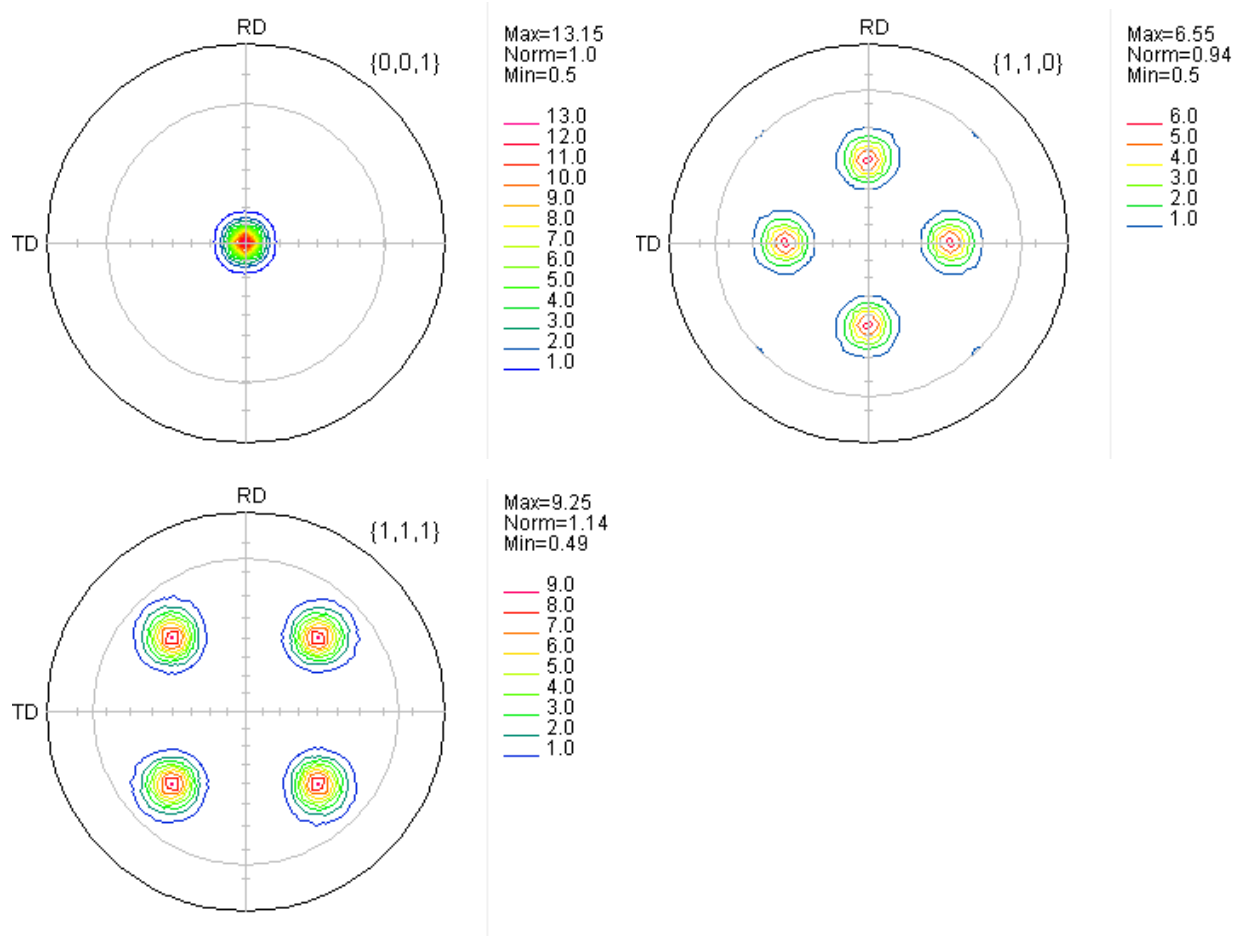 RD
{0,0,1}
TD
Max=13.15
Norm=1.0
Min=0.5
13.0
12.0
11.0
10.0
9.0
8.0
7.0
6.0
5.0
4.0
3.0
2.0
1.0
RD
{1,1,0}
TD
Max=6.55
Norm=0.94
Min=0.5
6.0
5.0
4.0
3.0
2.0
1.0
RD
{1,1,1}
TD
Max=9.25
Norm=1.14
Min=0.49
9.0
8.0
7.0
6.0
5.0
4.0
3.0
2.0
1.0